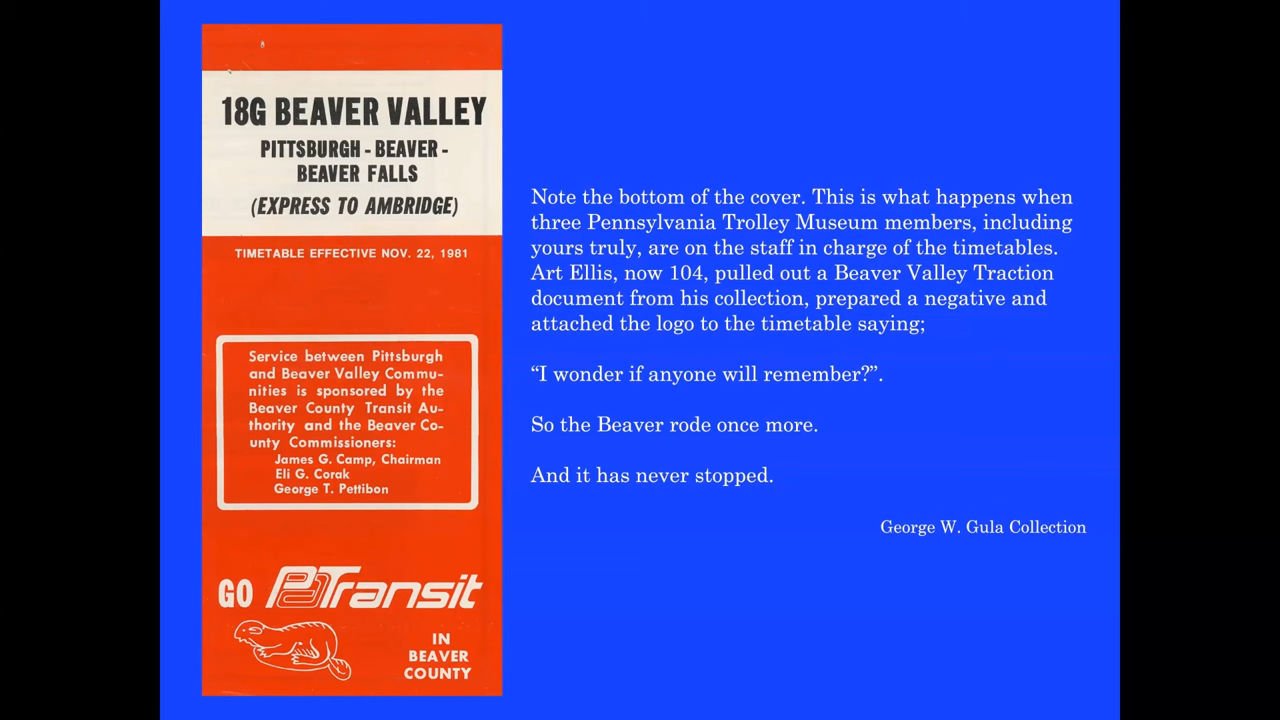 18G BEAVER VALLEY
PITTSBURGH - BEAVER -
BEAVER FALLS
(EXPRESS TO AMBRIDGE)
TIMETABLE EFFECTIVE NOV. 22, 1981
Service between Pittsburgh
and Beaver Valley Commu-
nities is sponsored by the
Beaver County Transit Au-
thority and the Beaver Co-
unty Commissioners:
James G. Camp, Chairman
Eli G. Corak
George T. Pettibon
GO PATransit
IN
BEAVER
COUNTY
Note the bottom of the cover. This is what happens when
three Pennsylvania Trolley Museum members, including
yours truly, are on the staff in charge of the timetables.
Art Ellis, now 104, pulled out a Beaver Valley Traction
document from his collection, prepared a negative and
attached the logo to the timetable saying;
“I wonder if anyone will remember?”.
So the Beaver rode once more.
And it has never stopped.
George W. Gula Collection